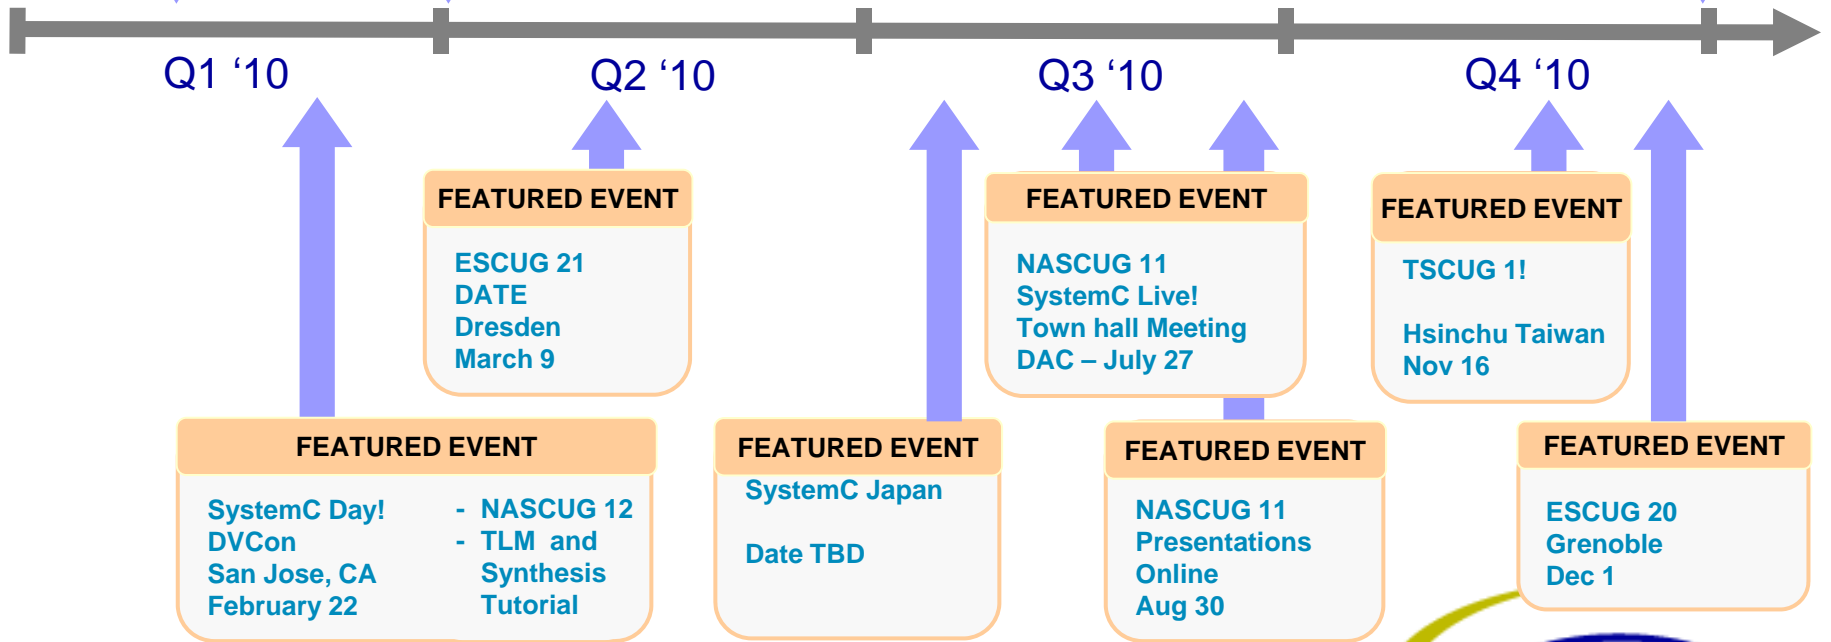 Q1 ‘10
Q2 ‘10
Q3 ‘10
Q4 ‘10
FEATURED EVENT
ESCUG 21
DATE
Dresden
March 9
FEATURED EVENT
NASCUG 11
SystemC Live!
Town hall Meeting
DAC – July 27
FEATURED EVENT
TSCUG 1!
Hsinchu Taiwan
Nov 16
FEATURED EVENT
SystemC Day!
DVCon
San Jose, CA
February 22
- NASCUG 12
- TLM and
Synthesis
Tutorial
FEATURED EVENT
SystemC Japan
Date TBD
FEATURED EVENT
NASCUG 11
Presentations
Online
Aug 30
FEATURED EVENT
ESCUG 20
Grenoble
Dec 1